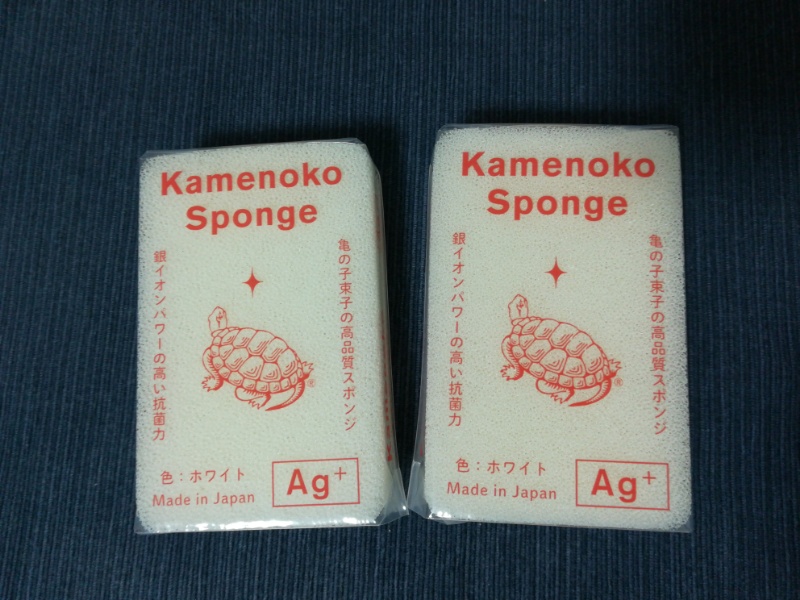 Kamenoko
Sponge
亀の子束子の高品質スポンジ
銀イオンパワーの高い抗菌力
®
色:ホワイト
Made in Japan
Ag+
Kamenoko
Sponge
亀の子束子の高品質スポンジ
銀イオンパワーの高い抗菌力
®
色:ホワイト
Made in Japan
Ag+